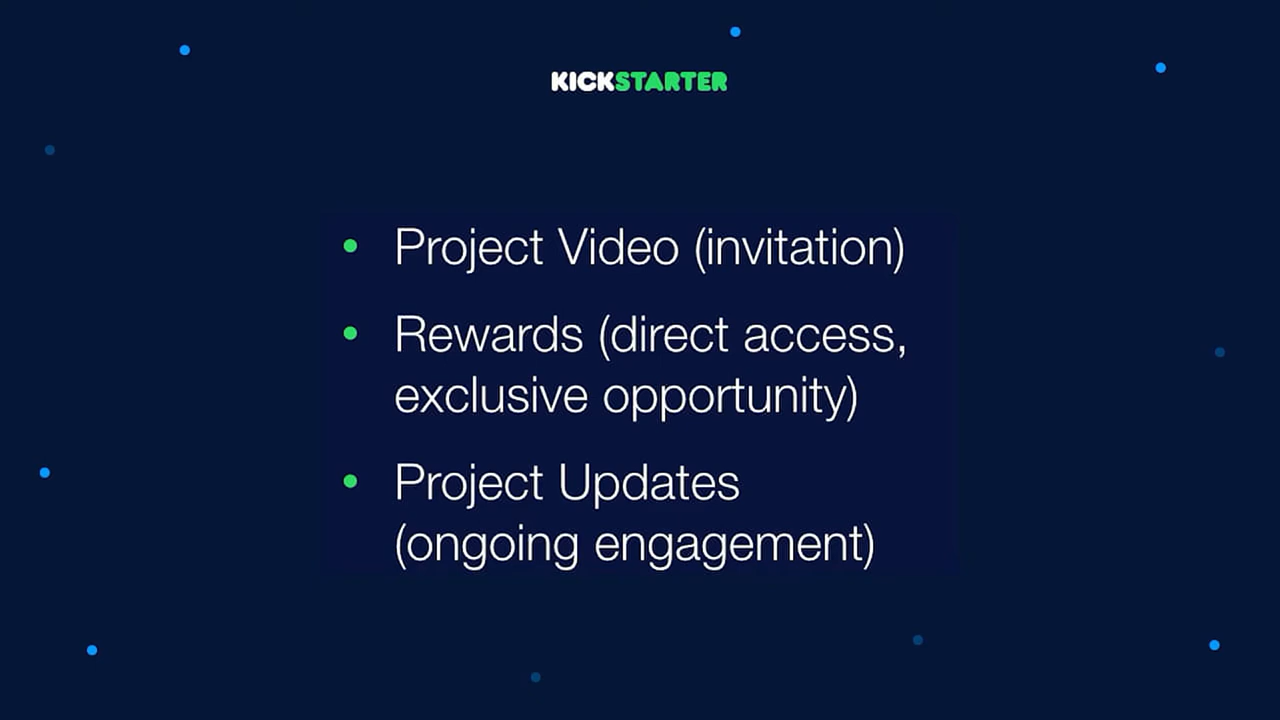 KICKSTARTER
• Project Video (invitation)
• Rewards (direct access,
exclusive opportunity)
• Project Updates
(ongoing engagement)